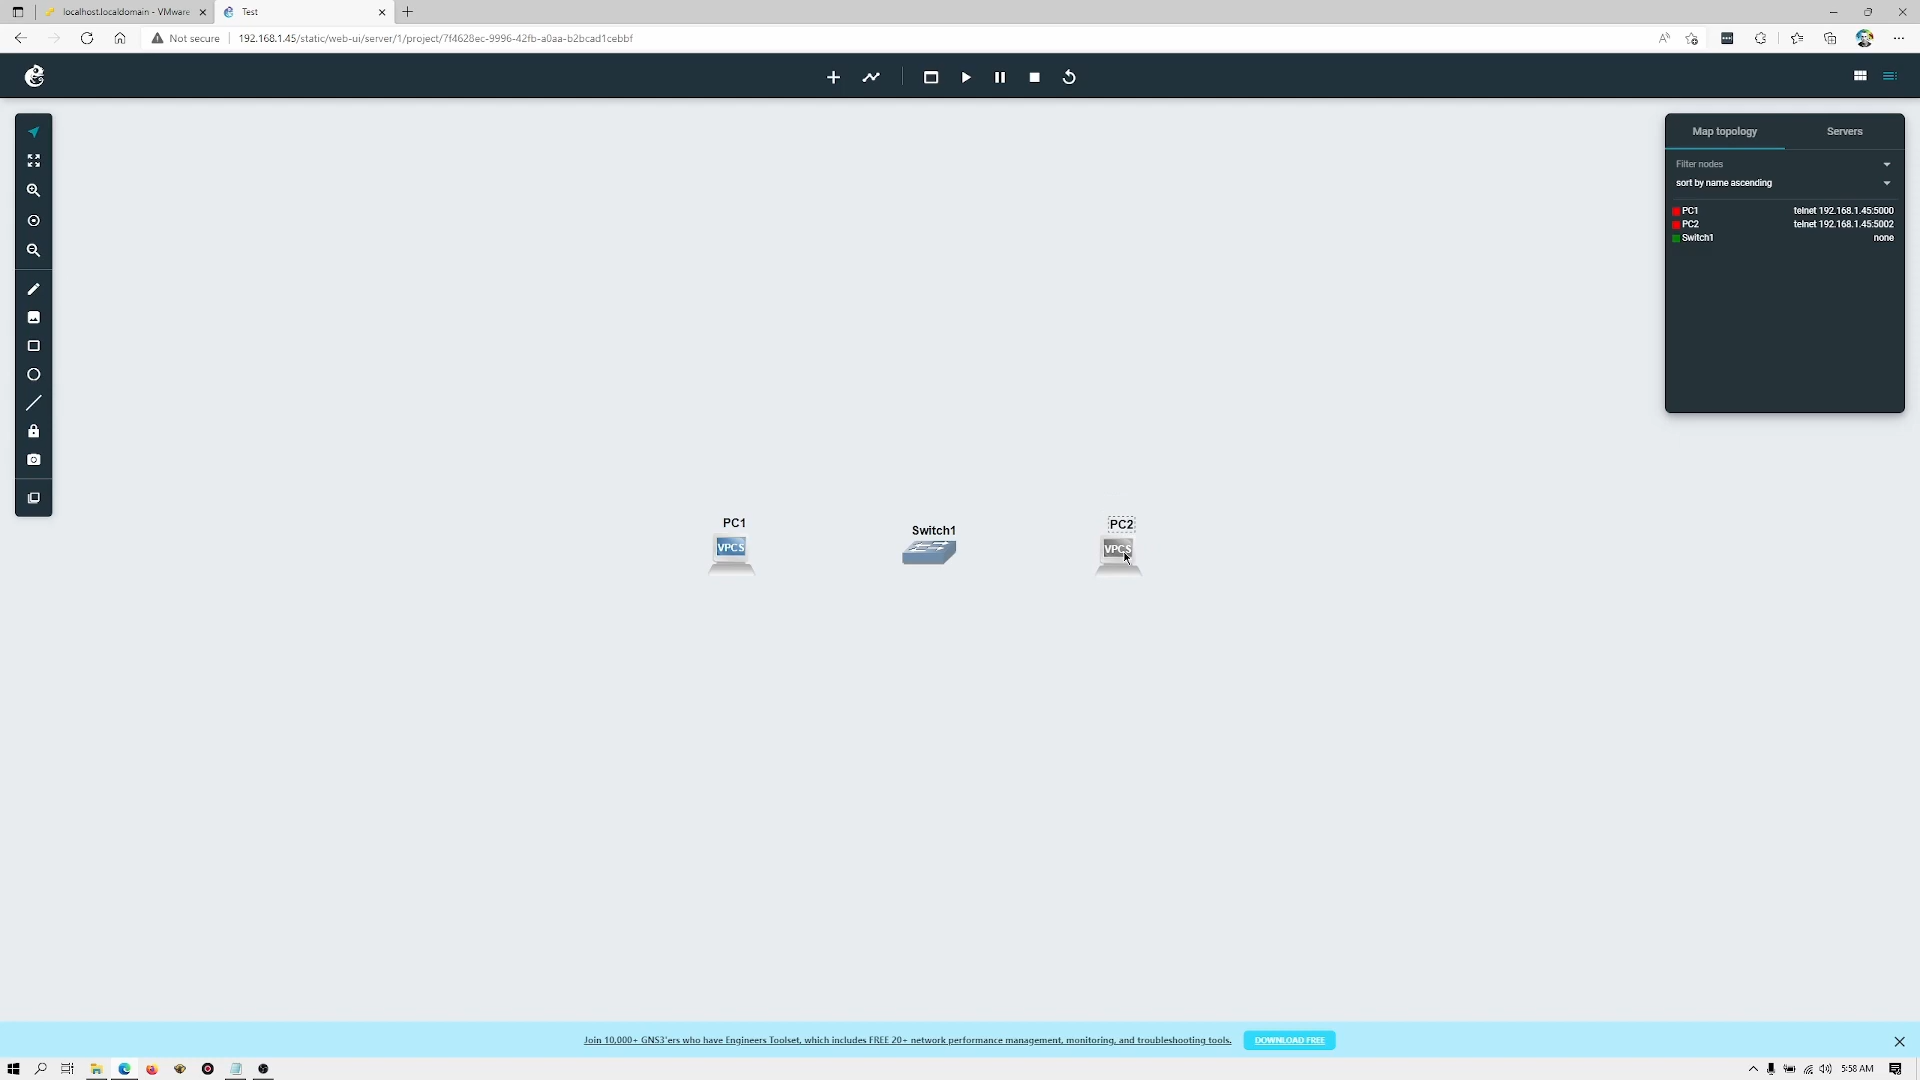 localhost.localdomain - VMware
Test
Not secure
192.168.1.45/static/web-ui/server/1/project/7f4628ec-9996-42fb-a0aa-b2bcad1cebbf
Map topology
Servers
Filter nodes
sort by name ascending
PC1 telnet 192.168.1.45:5000
PC2 telnet 192.168.1.45:5002
Switch1 none
PC1
VPCS
Switch1
PC2
VPCS
Join 10,000+ GNS3'ers who have Engineers Toolset, which includes FREE 20+ network performance management, monitoring, and troubleshooting tools.
DOWNLOAD FREE
5:58 AM